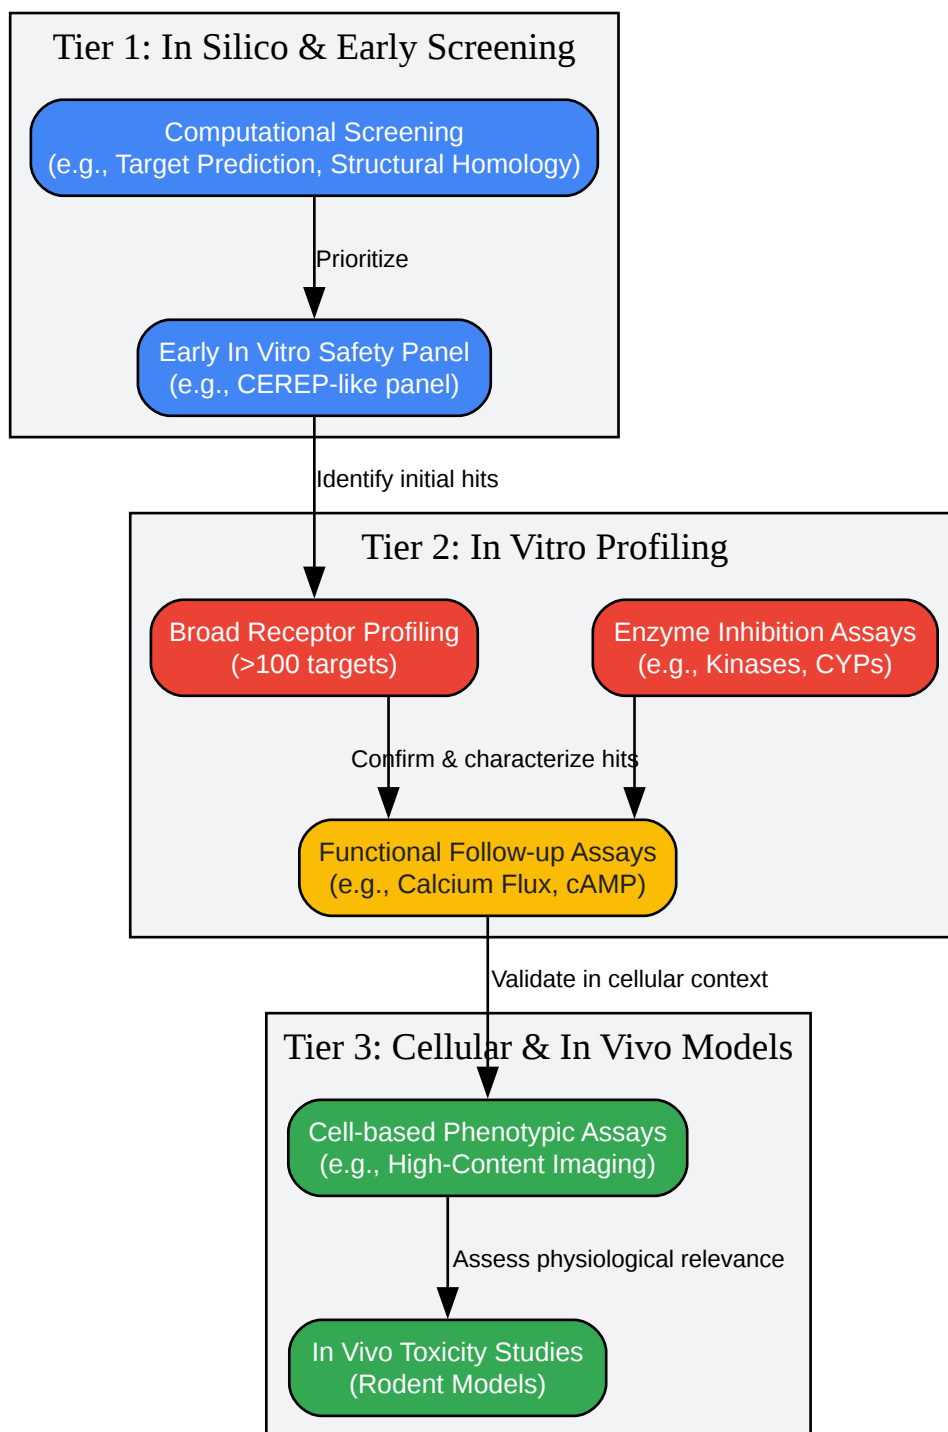 Tier 1: In Silico & Early Screening
Computational Screening
(e.g., Target Prediction, Structural Homology)
Prioritize
Early In Vitro Safety Panel
(e.g., CEREP-like panel)
Identify initial hits
Tier 2: In Vitro Profiling
Broad Receptor Profiling
(>100 targets)
Enzyme Inhibition Assays
(e.g., Kinases, CYPs)
Confirm & characterize hits
Functional Follow-up Assays
(e.g., Calcium Flux, cAMP)
Validate in cellular context
Tier 3: Cellular & In Vivo Models
Cell-based Phenotypic Assays
(e.g., High-Content Imaging)
Assess physiological relevance
In Vivo Toxicity Studies
(Rodent Models)